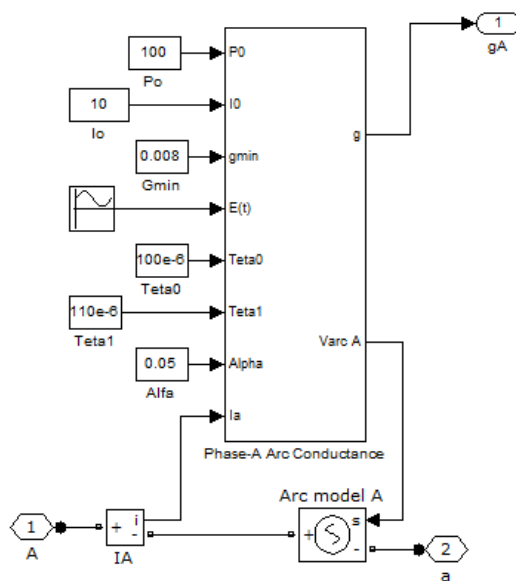 100
P0
Po
10
I0
Io
0.008
gmin
Gmin
E(t)
100e-6
Teta0
Teta0
110e-6
Teta1
Teta1
0.05
Alpha
Alfa
Ia
g
Varc A
Phase-A Arc Conductance
1
gA
Arc model A
1
A
+
i
-
IA
+
s
-
2
a